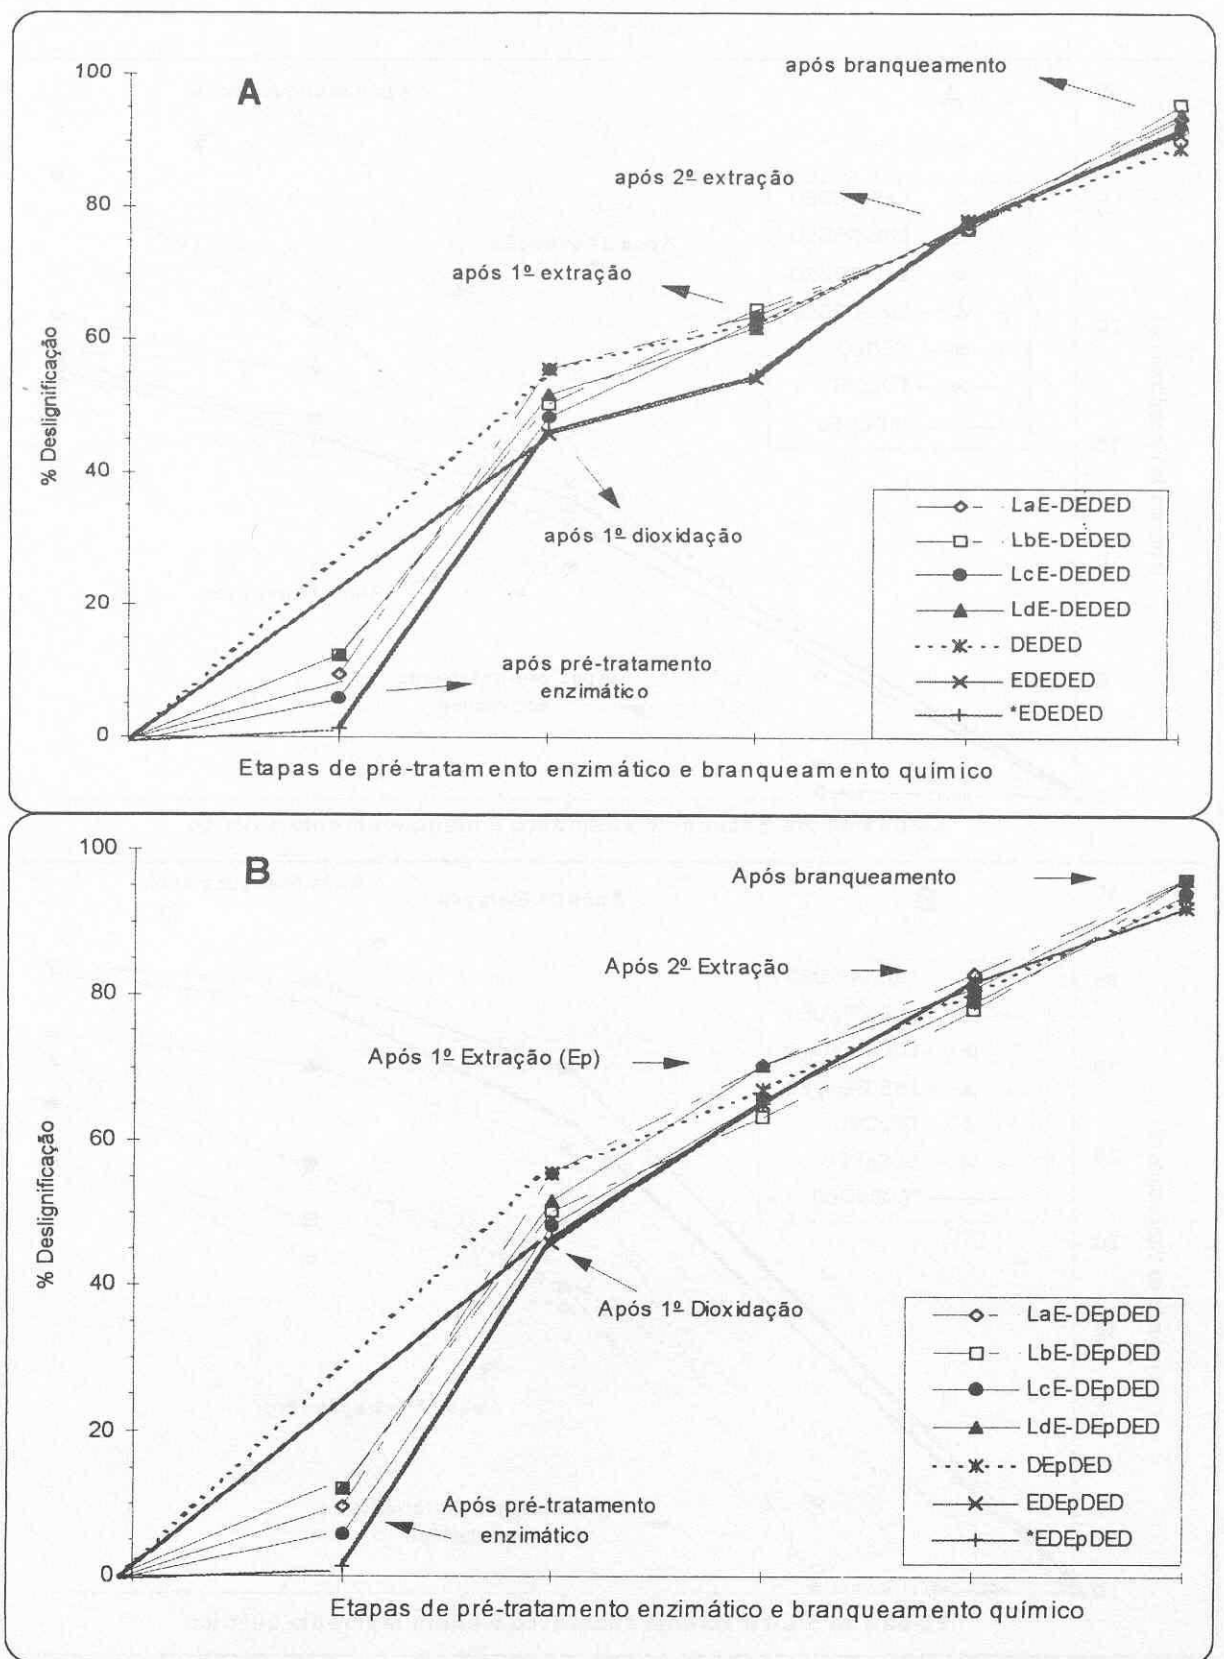 A
100
80
60
40
20
0
% Deslignificação
após branqueamento
após 2º extração
após 1º extração
após 1º dioxidação
após pré-tratamento
enzimático
LaE-DEDED
LbE-DEDED
LcE-DEDED
LdE-DEDED
DEDED
EDEDED
*EDEDED
Etapas de pré-tratamento enzimático e branqueamento químico
B
100
80
60
40
20
0
% Deslignificação
Após branqueamento
Após 2º Extração
Após 1º Extração (Ep)
Após 1º Dioxidação
Após pré-tratamento
enzimático
LaE-DEpDED
LbE-DEpDED
LcE-DEpDED
LdE-DEpDED
DEpDED
EDEpDED
*EDEpDED
Etapas de pré-tratamento enzimático e branqueamento químico